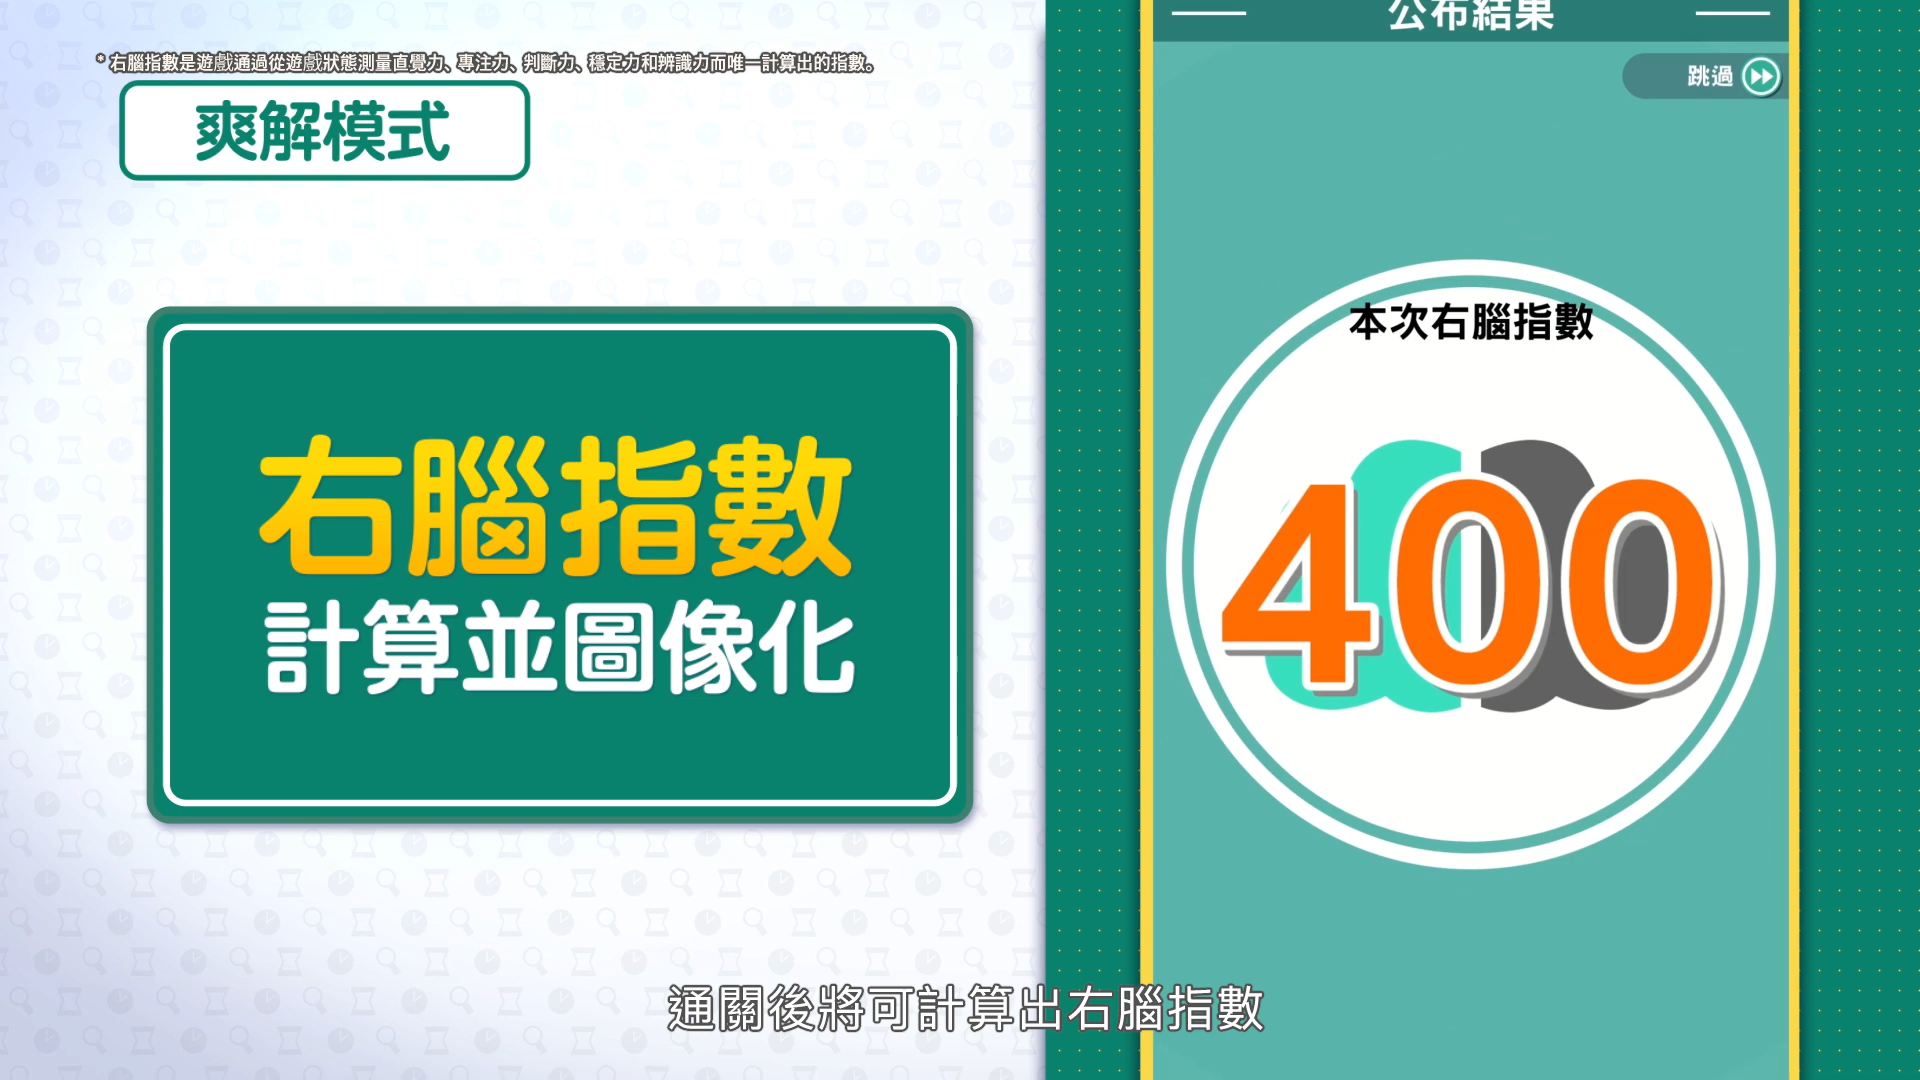 * 右腦指數是遊戲通過從遊戲狀態測量直覺力、專注力、判斷力、穩定力和辨識力而唯一計算出的指數。
爽解模式
右腦指數
計算並圖像化
公布結果
跳過
本次右腦指數
400
通關後將可計算出右腦指數